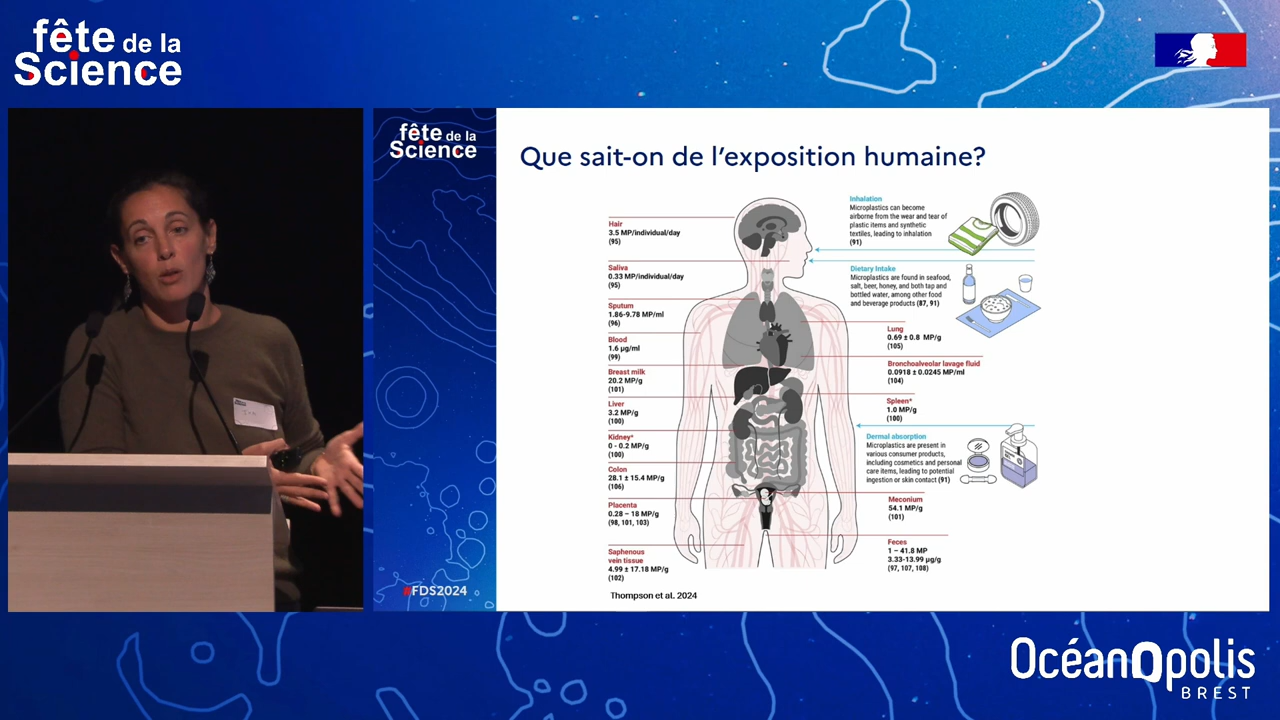 fête de la
Science
fête de la
Science
#FDS2024
Que sait-on de l'exposition humaine?
Hair
3.5 MP/individual/day
(95)
Saliva
0.33 MP/individual/day
(95)
Sputum
1.86-9.78 MP/ml
(96)
Blood
1.6 µg/ml
(99)
Breast milk
20.2 MP/g
(101)
Liver
3.2 MP/g
(100)
Kidney*
0 - 0.2 MP/g
(100)
Colon
28.1 ± 15.4 MP/g
(106)
Placenta
0.28 – 18 MP/g
(98, 101, 103)
Saphenous
vein tissue
4.99 ± 17.18 MP/g
(102)
Inhalation
Microplastics can become
airborne from the wear and tear of
plastic items and synthetic
textiles, leading to inhalation
(91)
Dietary Intake
Microplastics are found in seafood,
salt, beer, honey, and both tap and
bottled water, among other food
and beverage products (87, 91)
Lung
0.69 ± 0.8 MP/g
(105)
Bronchoalveolar lavage fluid
0.0918 ± 0.0245 MP/ml
(104)
Spleen*
1.0 MP/g
(100)
Dermal absorption
Microplastics are present in
various consumer products,
including cosmetics and personal
care items, leading to potential
ingestion or skin contact (91)
Meconium
54.1 MP/g
(101)
Feces
1 – 41.8 MP
3.33-13.99 µg/g
(97, 107, 108)
Thompson et al. 2024
OcéanOpolis
BREST